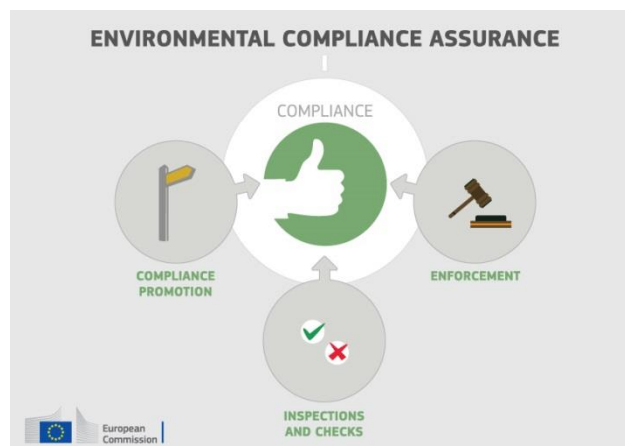 ENVIRONMENTAL COMPLIANCE ASSURANCE
COMPLIANCE
COMPLIANCE
PROMOTION
ENFORCEMENT
INSPECTIONS
AND CHECKS
European
Commission